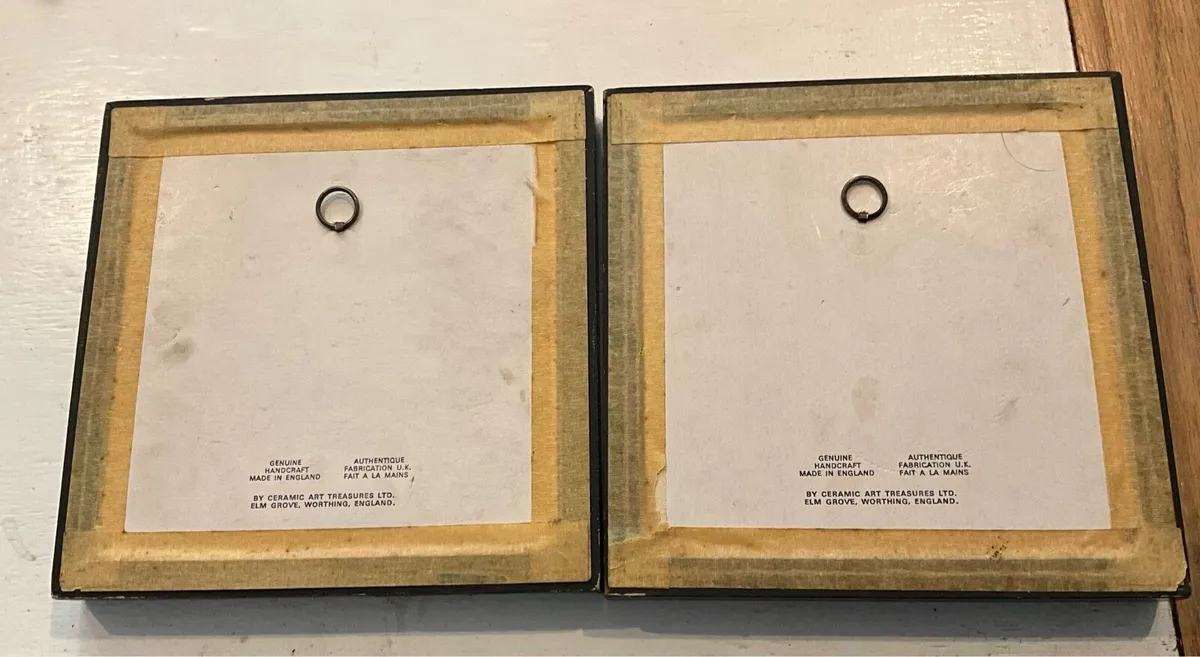 GENUINE
HANDCRAFT
MADE IN ENGLAND
AUTHENTIQUE
FABRICATION U.K.
FAIT A LA MAINS
BY CERAMIC ART TREASURES LTD.
ELM GROVE, WORTHING, ENGLAND.
GENUINE
HANDCRAFT
MADE IN ENGLAND
AUTHENTIQUE
FABRICATION U.K.
FAIT A LA MAINS
BY CERAMIC ART TREASURES LTD.
ELM GROVE, WORTHING, ENGLAND.